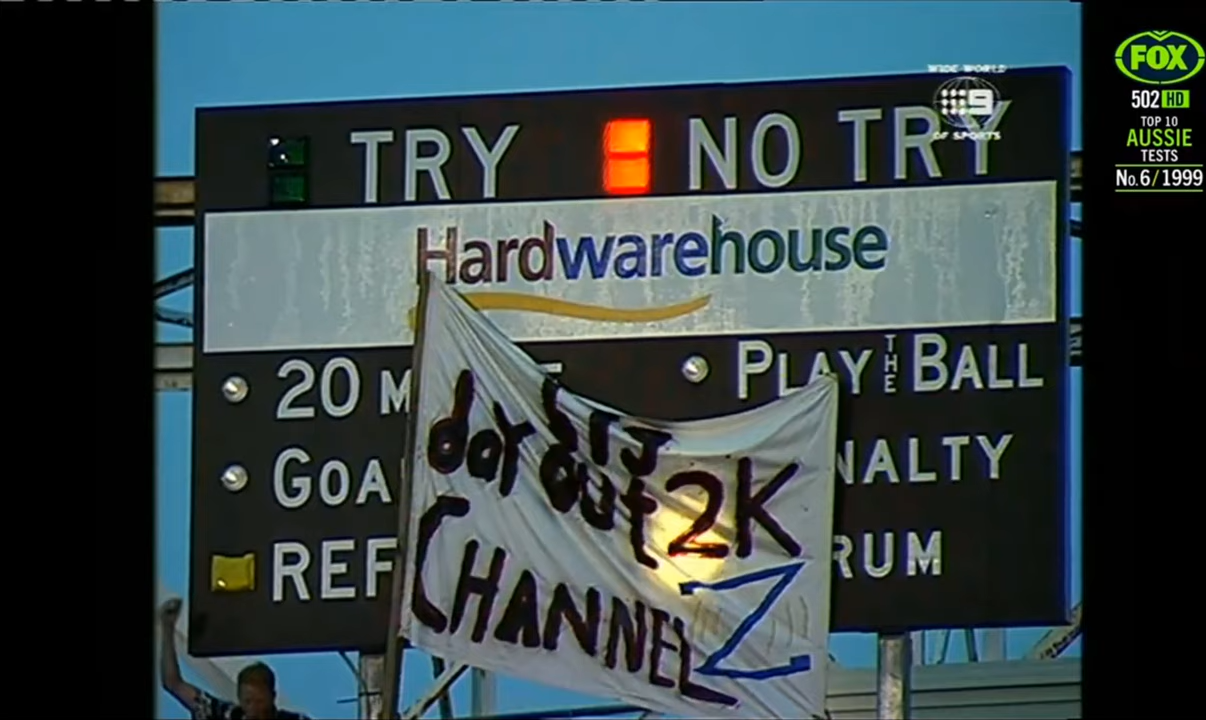 WIDE WORLD
9
OF SPORTS
FOX
502 HD
TOP 10
AUSSIE
TESTS
No.6/1999
TRY NO TRY
Hardwarehouse
20 M
PLAY THE BALL
GOA
NALTY
REF
RUM
BIG
day out 2K
CHANNEL Z